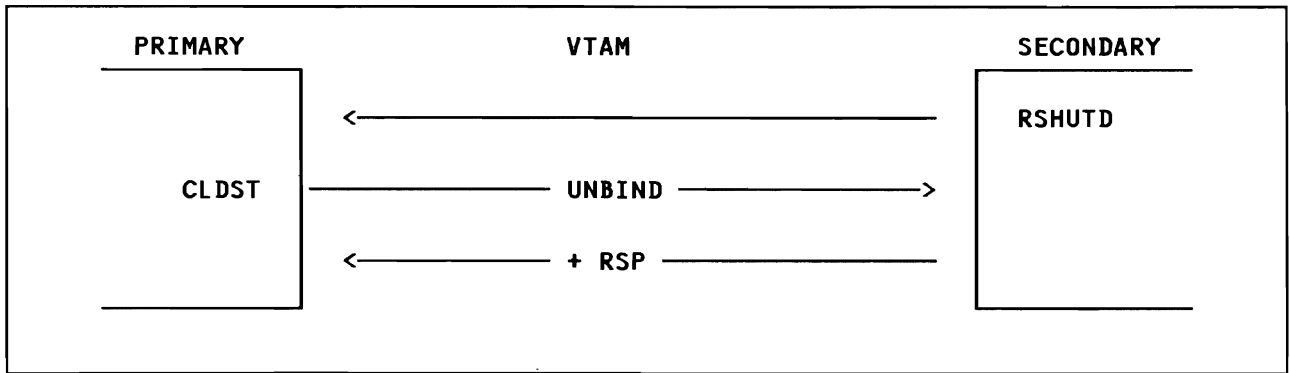 PRIMARY VTAM SECONDARY
RSHUTD
CLDST UNBIND
+ RSP